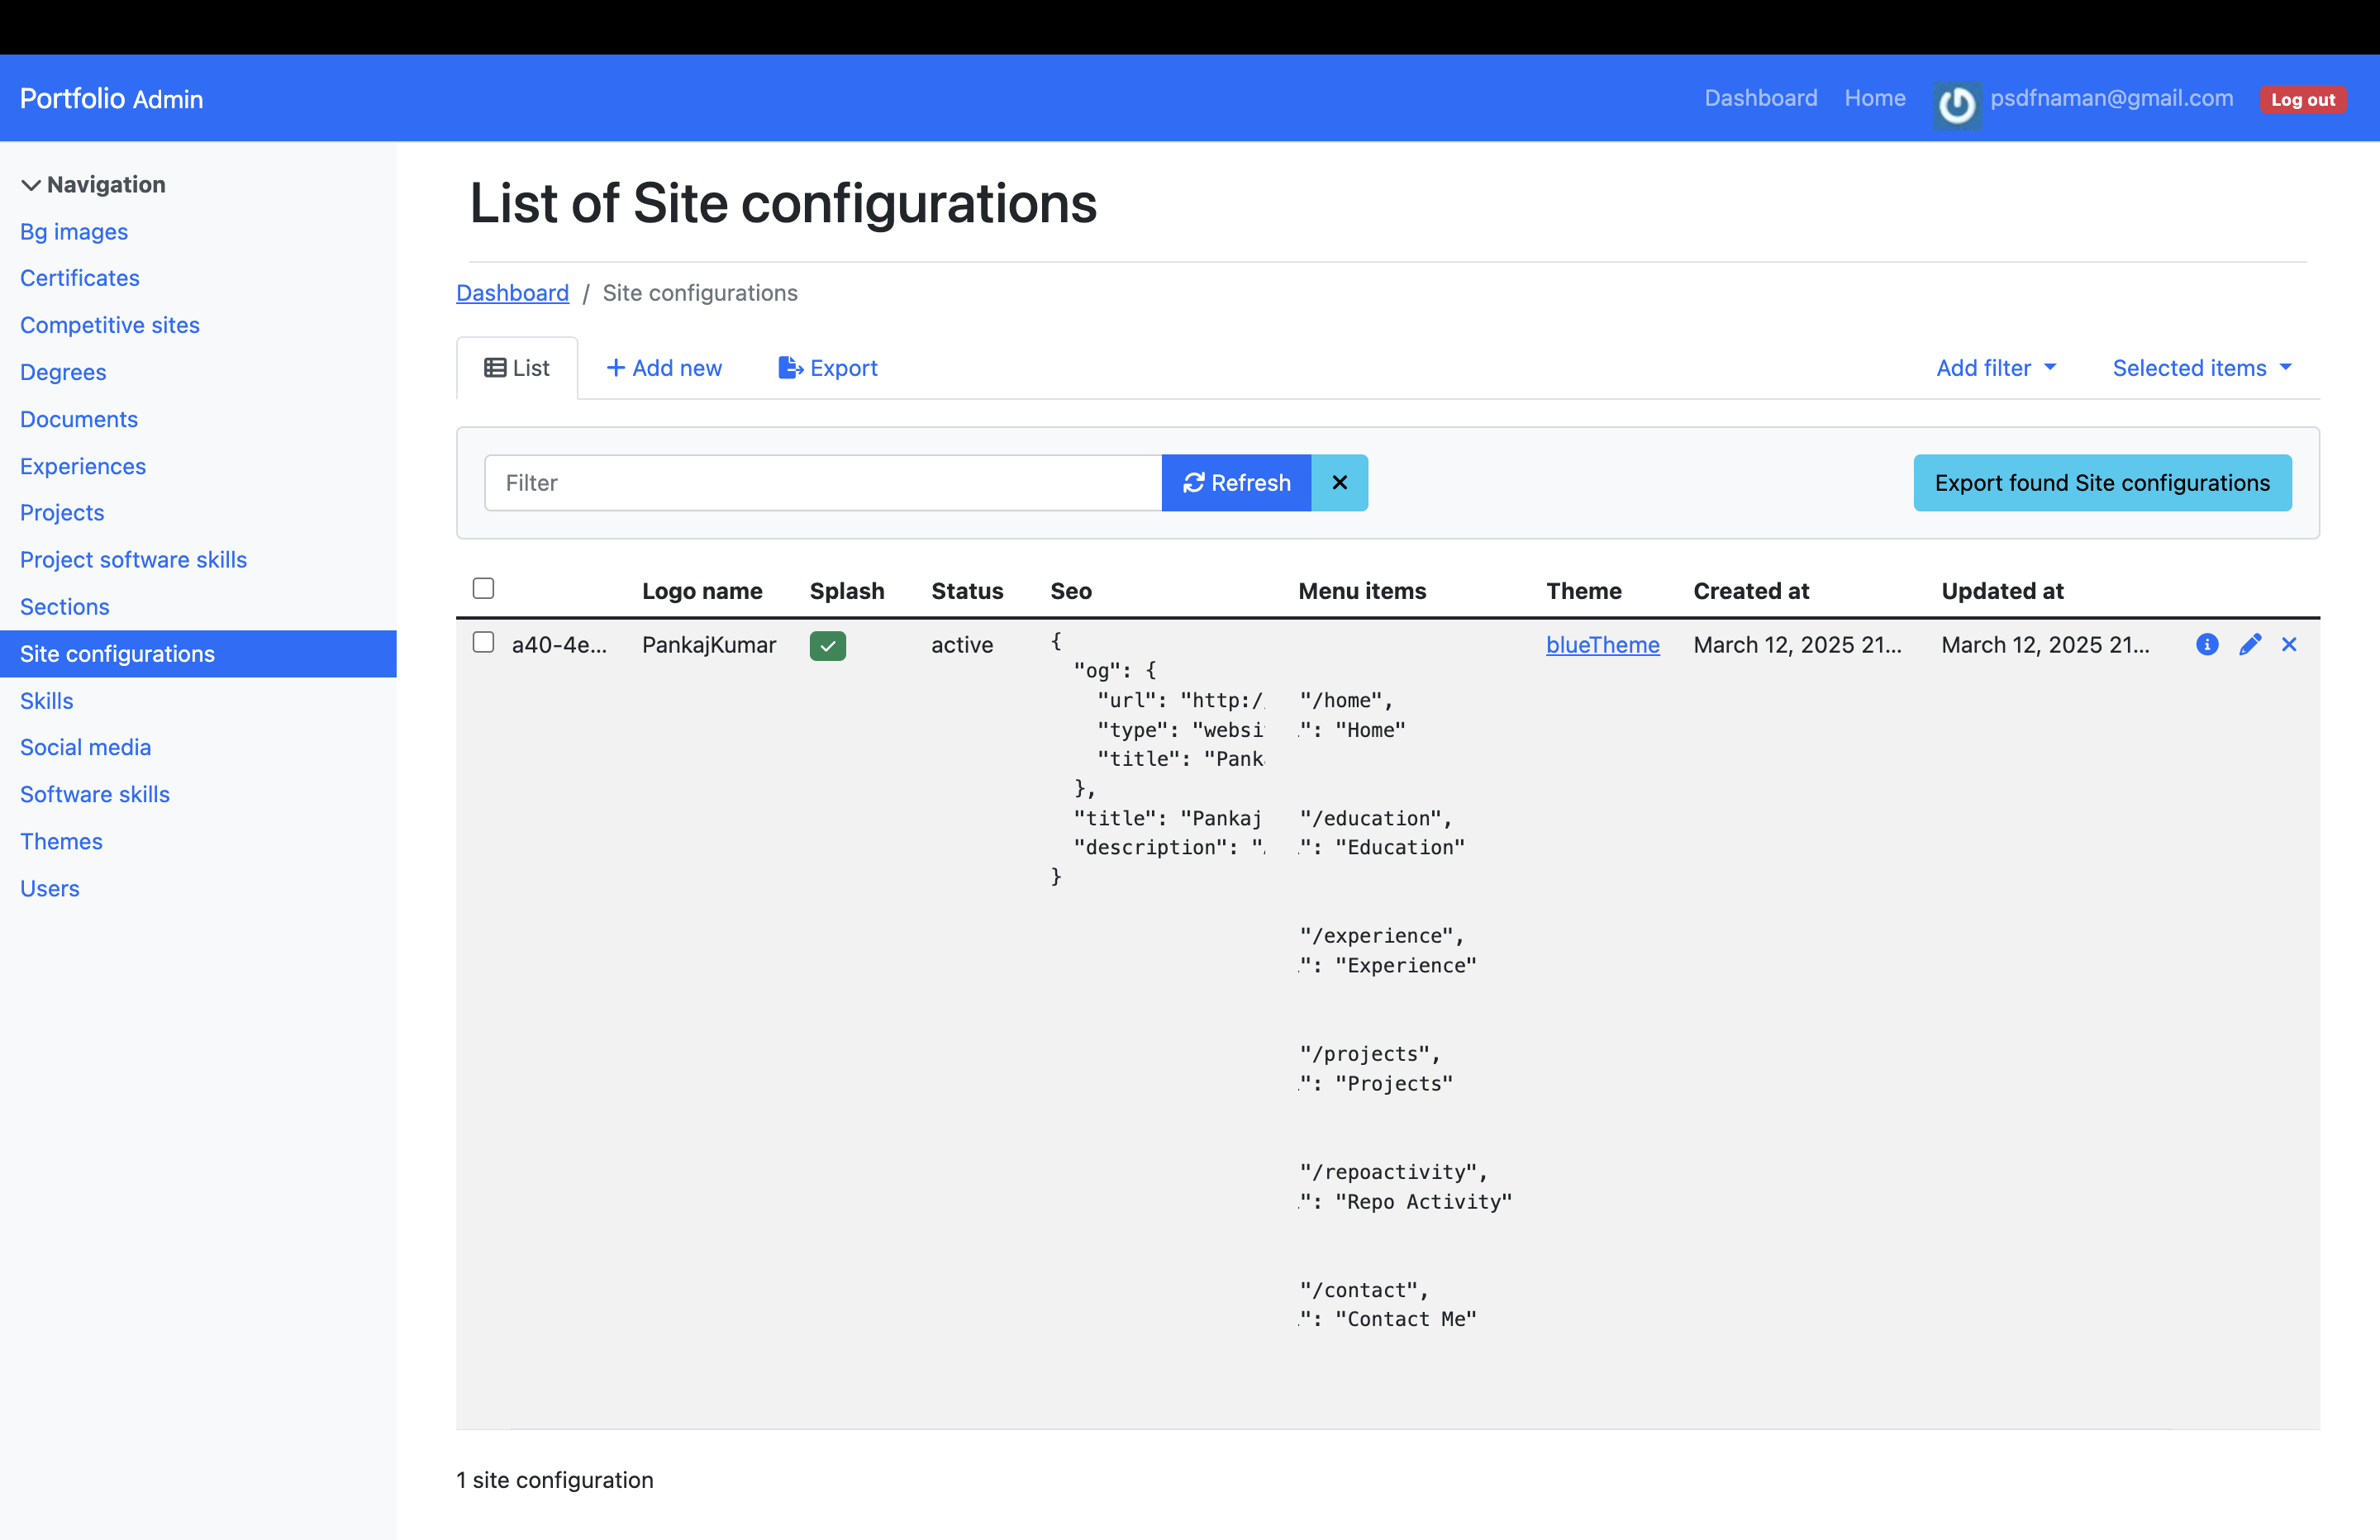 Portfolio Admin
Dashboard Home psdfnaman@gmail.com Log out
Navigation
Bg images
Certificates
Competitive sites
Degrees
Documents
Experiences
Projects
Project software skills
Sections
Site configurations
Skills
Social media
Software skills
Themes
Users
List of Site configurations
Dashboard / Site configurations
List + Add new Export Add filter Selected items
Filter Refresh Export found Site configurations
Logo name Splash Status Seo Menu items Theme Created at Updated at
a40-4e... PankajKumar active blueTheme March 12, 2025 21... March 12, 2025 21...
{
"og": {
"url": "http:/
"type": "websi
"title": "Pank
},
"title": "Pankaj
"description": "
}
"/home",
": "Home"
"/education",
": "Education"
"/experience",
": "Experience"
"/projects",
": "Projects"
"/repoactivity",
": "Repo Activity"
"/contact",
": "Contact Me"
1 site configuration